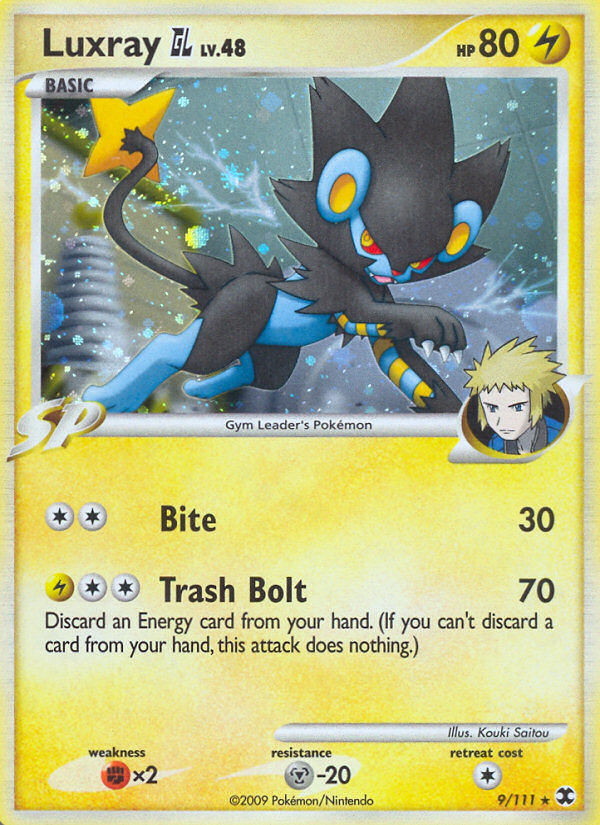 Luxray GL LV.48
HP 80
BASIC
SP
Gym Leader's Pokémon
Bite 30
Trash Bolt 70
Discard an Energy card from your hand. (If you can't discard a
card from your hand, this attack does nothing.)
Illus. Kouki Saitou
weakness resistance retreat cost
×2 -20
©2009 Pokémon/Nintendo
9/111